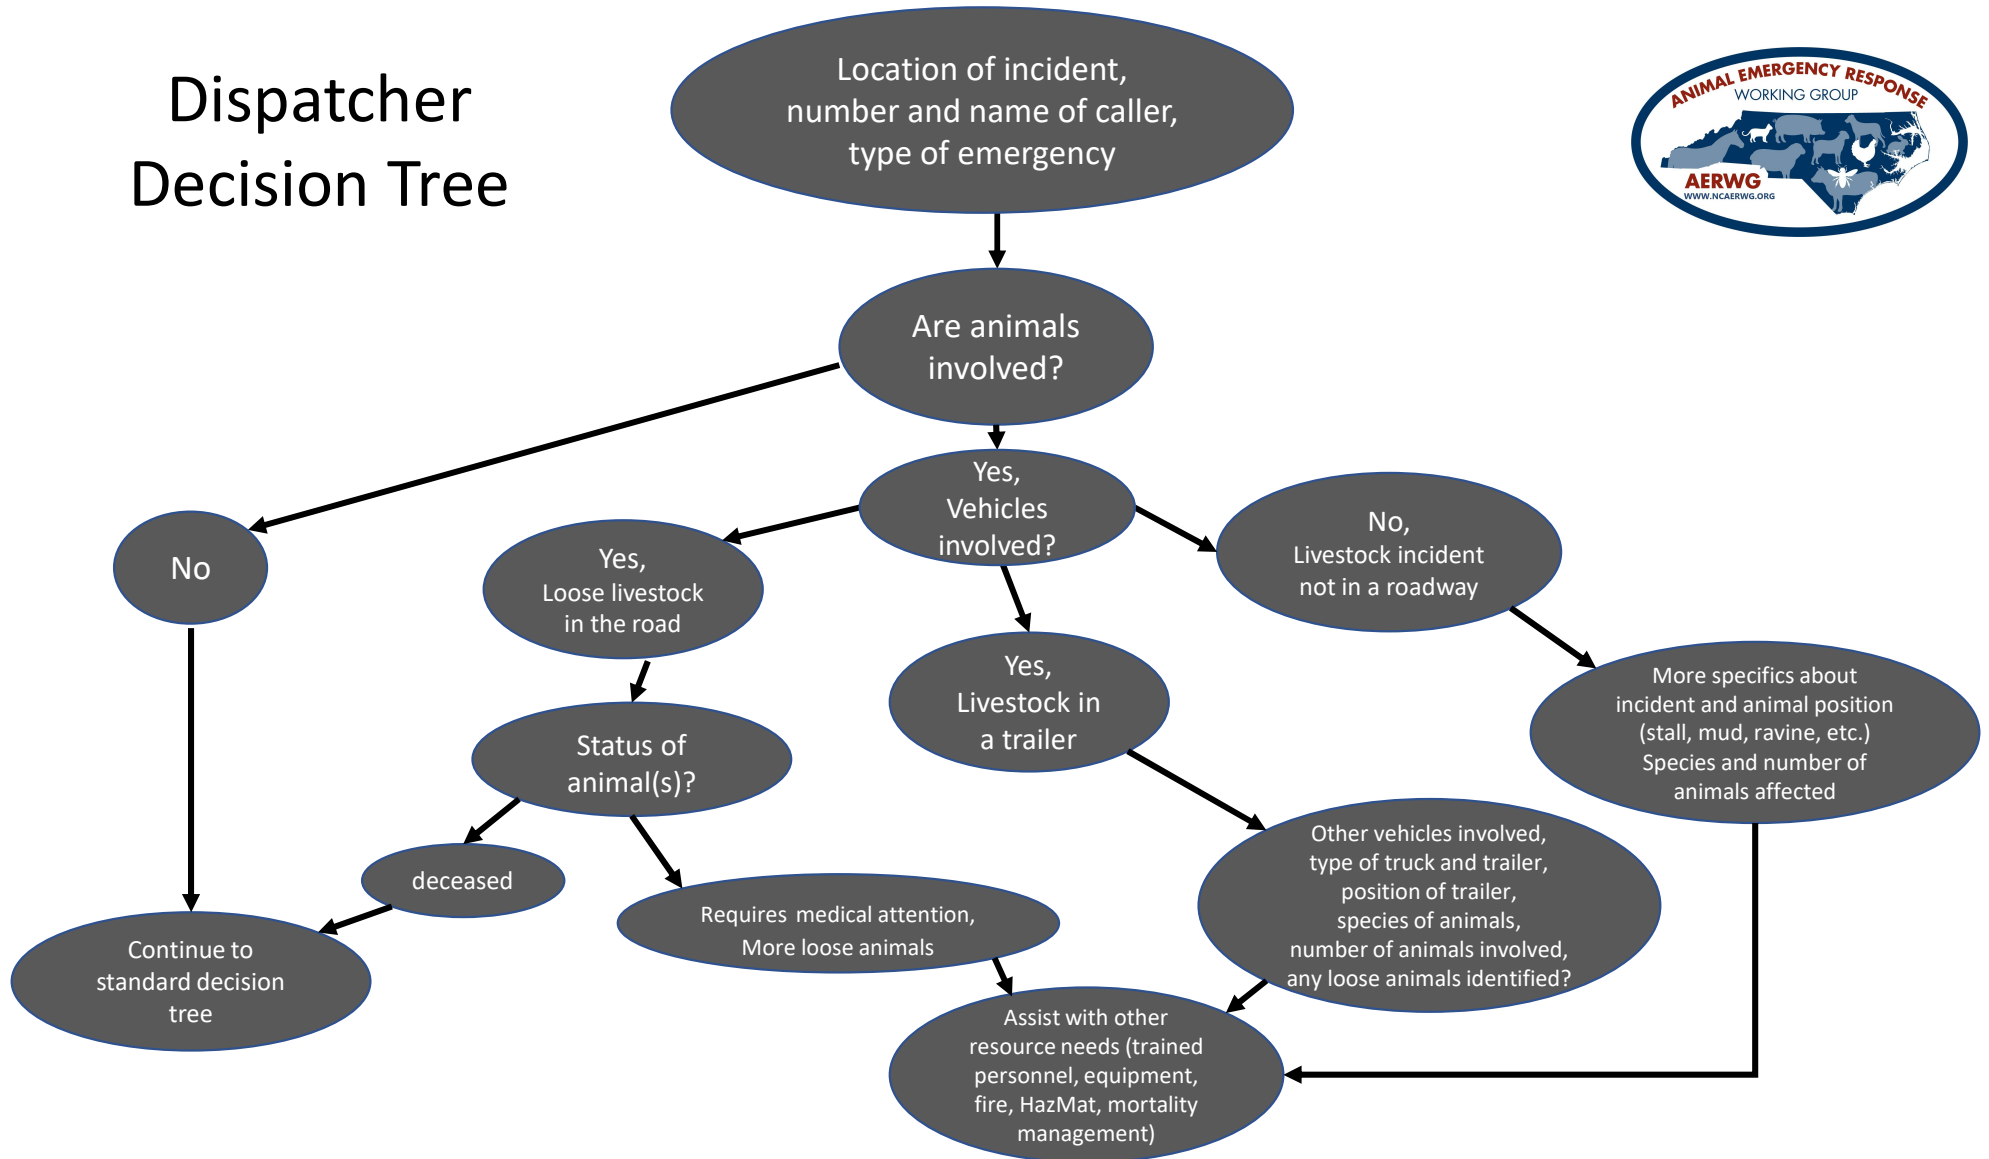 Dispatcher
Decision Tree
Location of incident,
number and name of caller,
type of emergency
ANIMAL EMERGENCY RESPONSE
WORKING GROUP
AERWG
WWW.NCAERWG.ORG
Are animals
involved?
No
Yes,
Vehicles
involved?
Yes,
Loose livestock
in the road
Yes,
Livestock in
a trailer
No,
Livestock incident
not in a roadway
Status of
animal(s)?
More specifics about
incident and animal position
(stall, mud, ravine, etc.)
Species and number of
animals affected
deceased
Requires medical attention,
More loose animals
Other vehicles involved,
type of truck and trailer,
position of trailer,
species of animals,
number of animals involved,
any loose animals identified?
Continue to
standard decision
tree
Assist with other
resource needs (trained
personnel, equipment,
fire, HazMat, mortality
management)